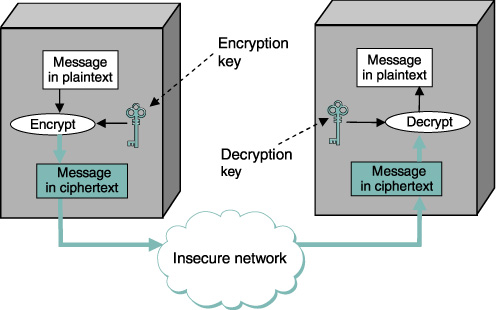 Message
in plaintext
Encrypt
Message
in ciphertext
Encryption
key
Decryption
key
Insecure network
Message
in plaintext
Decrypt
Message
in ciphertext